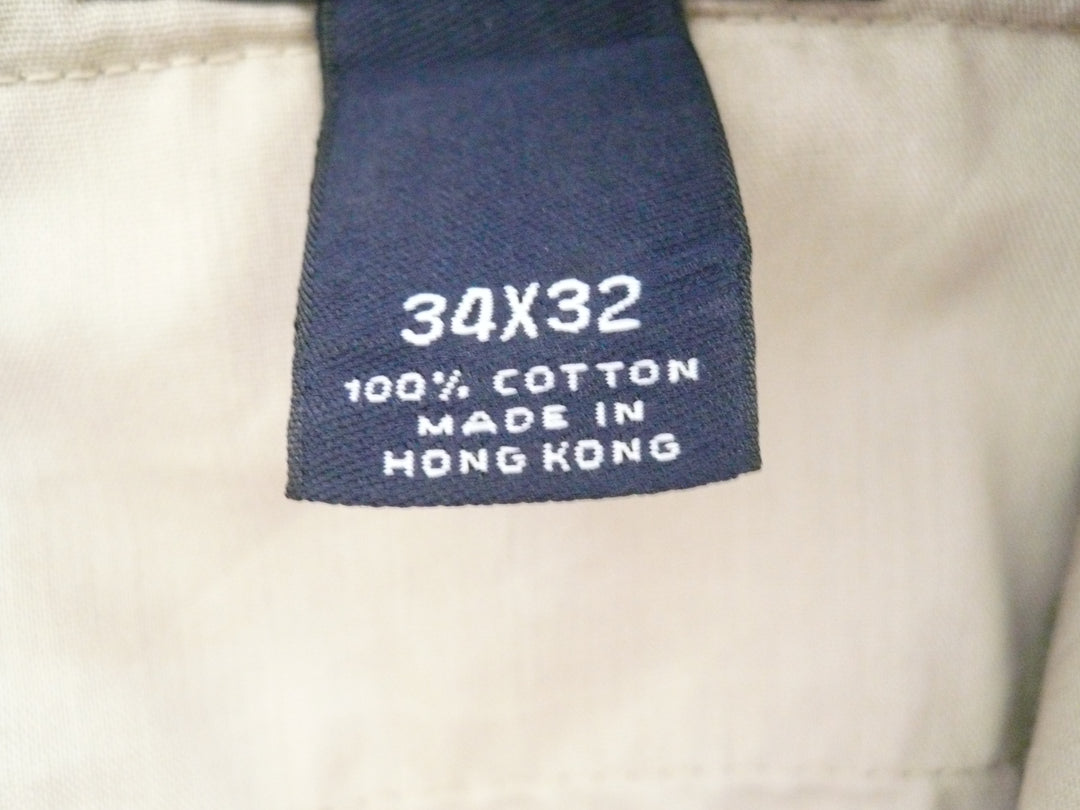 34X32
100% COTTON
MADE IN
HONG KONG